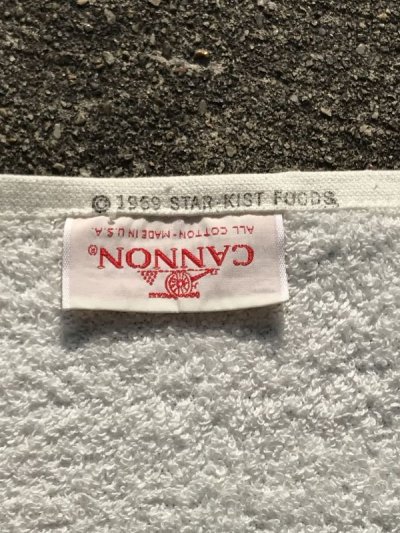 © 1969 STAR-KIST FOODS,
CANNON®
ALL COTTON-MADE IN U.S.A.